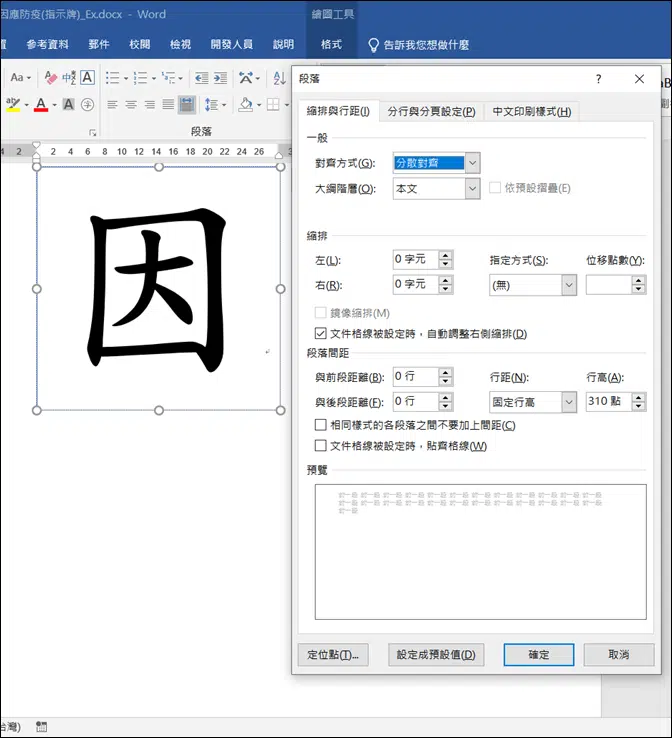 因應防疫(指示牌)_Ex.docx - Word
繪圖工具
參考資料 郵件 校閱 檢視 開發人員 說明 格式 告訴我您想做什麼
Aa
段落
2 2 4 6 8 10 12 14 16 18 20 22 24 26
因
段落
? ×
縮排與行距(I) 分行與分頁設定(P) 中文印刷樣式(H)
一般
對齊方式(G): 分散對齊
大綱階層(O): 本文 依預設摺疊(E)
縮排
左(L): 0 字元 指定方式(S): 位移點數(Y):
右(R): 0 字元 (無)
鏡像縮排(M)
文件格線被設定時，自動調整右側縮排(D)
段落間距
與前段距離(B): 0 行 行距(N): 行高(A):
與後段距離(F): 0 行 固定行高 310 點
相同樣式的各段落之間不要加上間距(C)
文件格線被設定時，貼齊格線(W)
預覽
定位點(T)... 設定成預設值(D) 確定 取消
台灣)